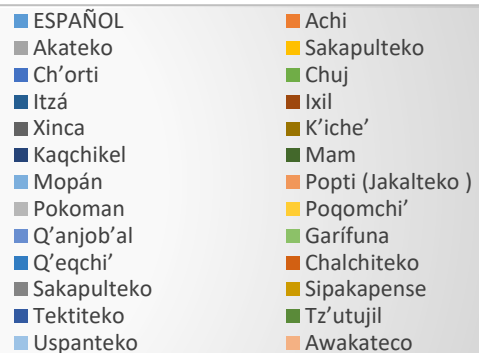 ESPAÑOL Achi
Akateko Sakapulteko
Ch'orti Chuj
Itzá Ixil
Xinca K'iche'
Kaqchikel Mam
Mopán Popti (Jakalteko )
Pokoman Poqomchi'
Q'anjob'al Garífuna
Q'eqchi' Chalchiteko
Sakapulteko Sipakapense
Tektiteko Tz'utujil
Uspanteko Awakateco